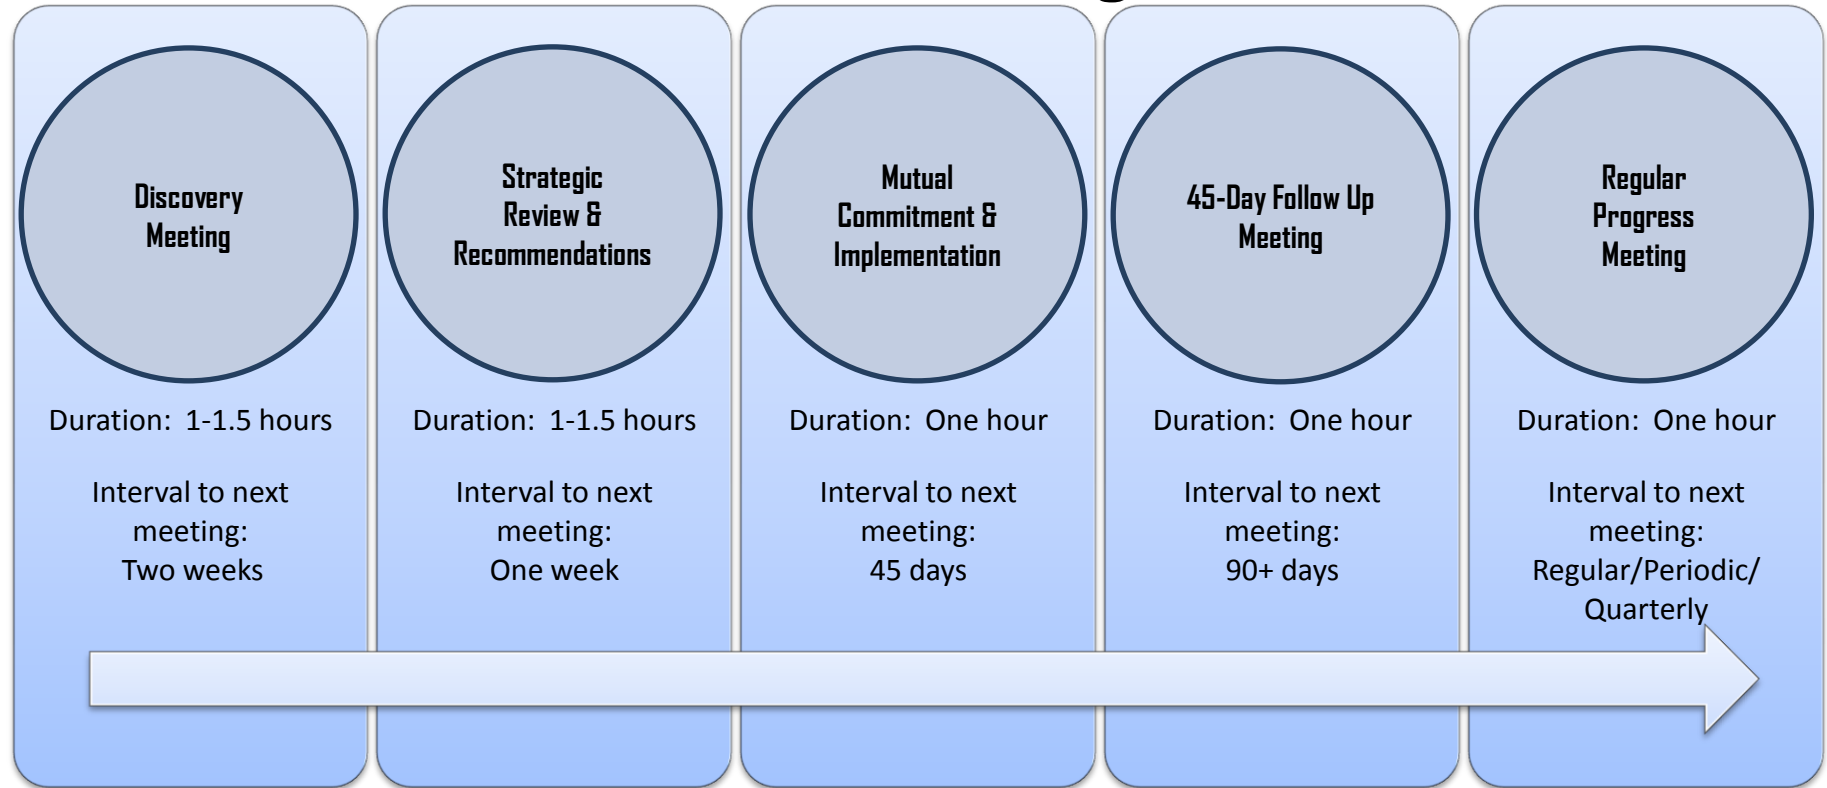 Discovery
Meeting
Duration:  1-1.5 hours
Interval to next
meeting:
Two weeks
Strategic
Review &
Recommendations
Duration:  1-1.5 hours
Interval to next
meeting:
One week
Mutual
Commitment &
Implementation
Duration:  One hour
Interval to next
meeting:
45 days
45-Day Follow Up
Meeting
Duration:  One hour
Interval to next
meeting:
90+ days
Regular
Progress
Meeting
Duration:  One hour
Interval to next
meeting:
Regular/Periodic/
Quarterly